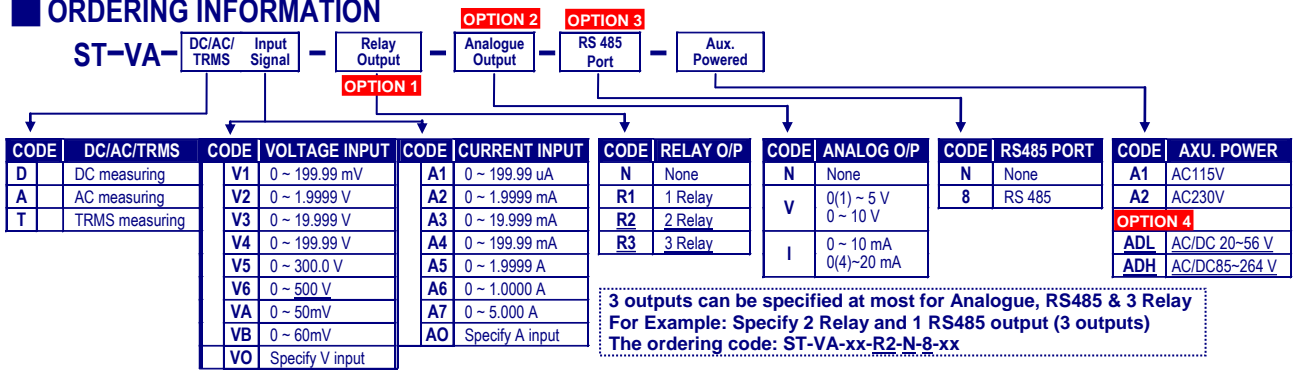 ORDERING INFORMATION
OPTION 2 OPTION 3
ST-VA- DC/AC/ TRMS Input Signal - Relay Output - Analogue Output - RS 485 Port - Aux. Powered
OPTION 1
CODE DC/AC/TRMS
D DC measuring
A AC measuring
T TRMS measuring
CODE VOLTAGE INPUT
V1 0 ~ 199.99 mV
V2 0 ~ 1.9999 V
V3 0 ~ 19.999 V
V4 0 ~ 199.99 V
V5 0 ~ 300.0 V
V6 0 ~ 500 V
VA 0 ~ 50mV
VB 0 ~ 60mV
VO Specify V input
CODE CURRENT INPUT
A1 0 ~ 199.99 uA
A2 0 ~ 1.9999 mA
A3 0 ~ 19.999 mA
A4 0 ~ 199.99 mA
A5 0 ~ 1.9999 A
A6 0 ~ 1.0000 A
A7 0 ~ 5.000 A
AO Specify A input
CODE RELAY O/P
N None
R1 1 Relay
R2 2 Relay
R3 3 Relay
CODE ANALOG O/P
N None
V 0(1) ~ 5 V
0 ~ 10 V
I 0 ~ 10 mA
0(4)~20 mA
CODE RS485 PORT
N None
8 RS 485
CODE AXU. POWER
A1 AC115V
A2 AC230V
OPTION 4
ADL AC/DC 20~56 V
ADH AC/DC85~264 V
3 outputs can be specified at most for Analogue, RS485 & 3 Relay
For Example: Specify 2 Relay and 1 RS485 output (3 outputs)
The ordering code: ST-VA-xx-R2-N-8-xx